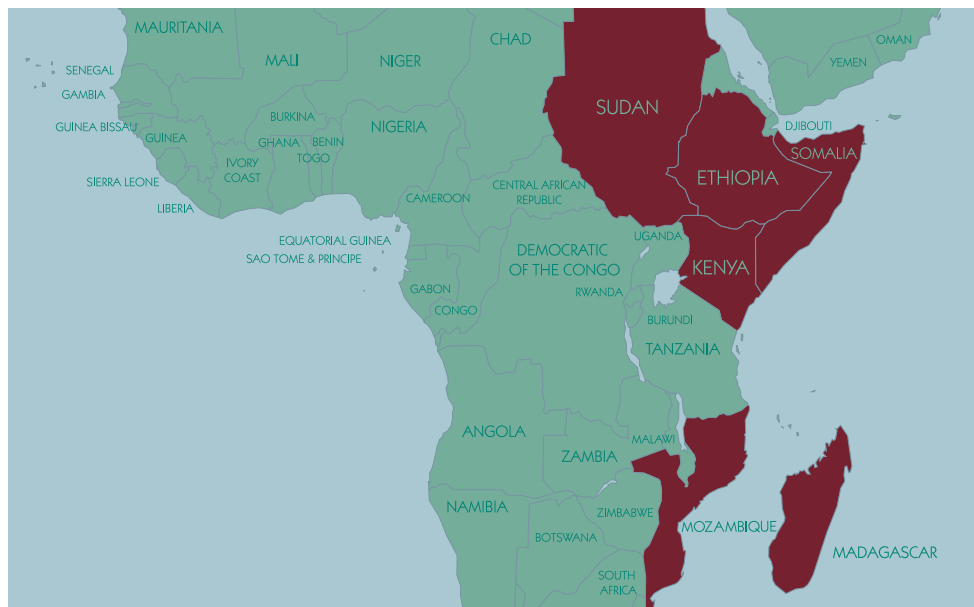 MAURITANIA
MALI
NIGER
CHAD
OMAN
YEMEN
SENEGAL
GAMBIA
SUDAN
GUINEA BISSAU
GUINEA
BURKINA
NIGERIA
DJIBOUTI
GHANA
BENIN
TOGO
IVORY
COAST
SOMALIA
SIERRA LEONE
ETHIOPIA
CENTRAL AFRICAN
REPUBLIC
CAMEROON
LIBERIA
EQUATORIAL GUINEA
UGANDA
DEMOCRATIC
OF THE CONGO
SAO TOME & PRINCIPE
KENYA
GABON
RWANDA
CONGO
BURUNDI
TANZANIA
ANGOLA
MALAWI
ZAMBIA
NAMIBIA
ZIMBABWE
MOZAMBIQUE
BOTSWANA
MADAGASCAR
SOUTH
AFRICA